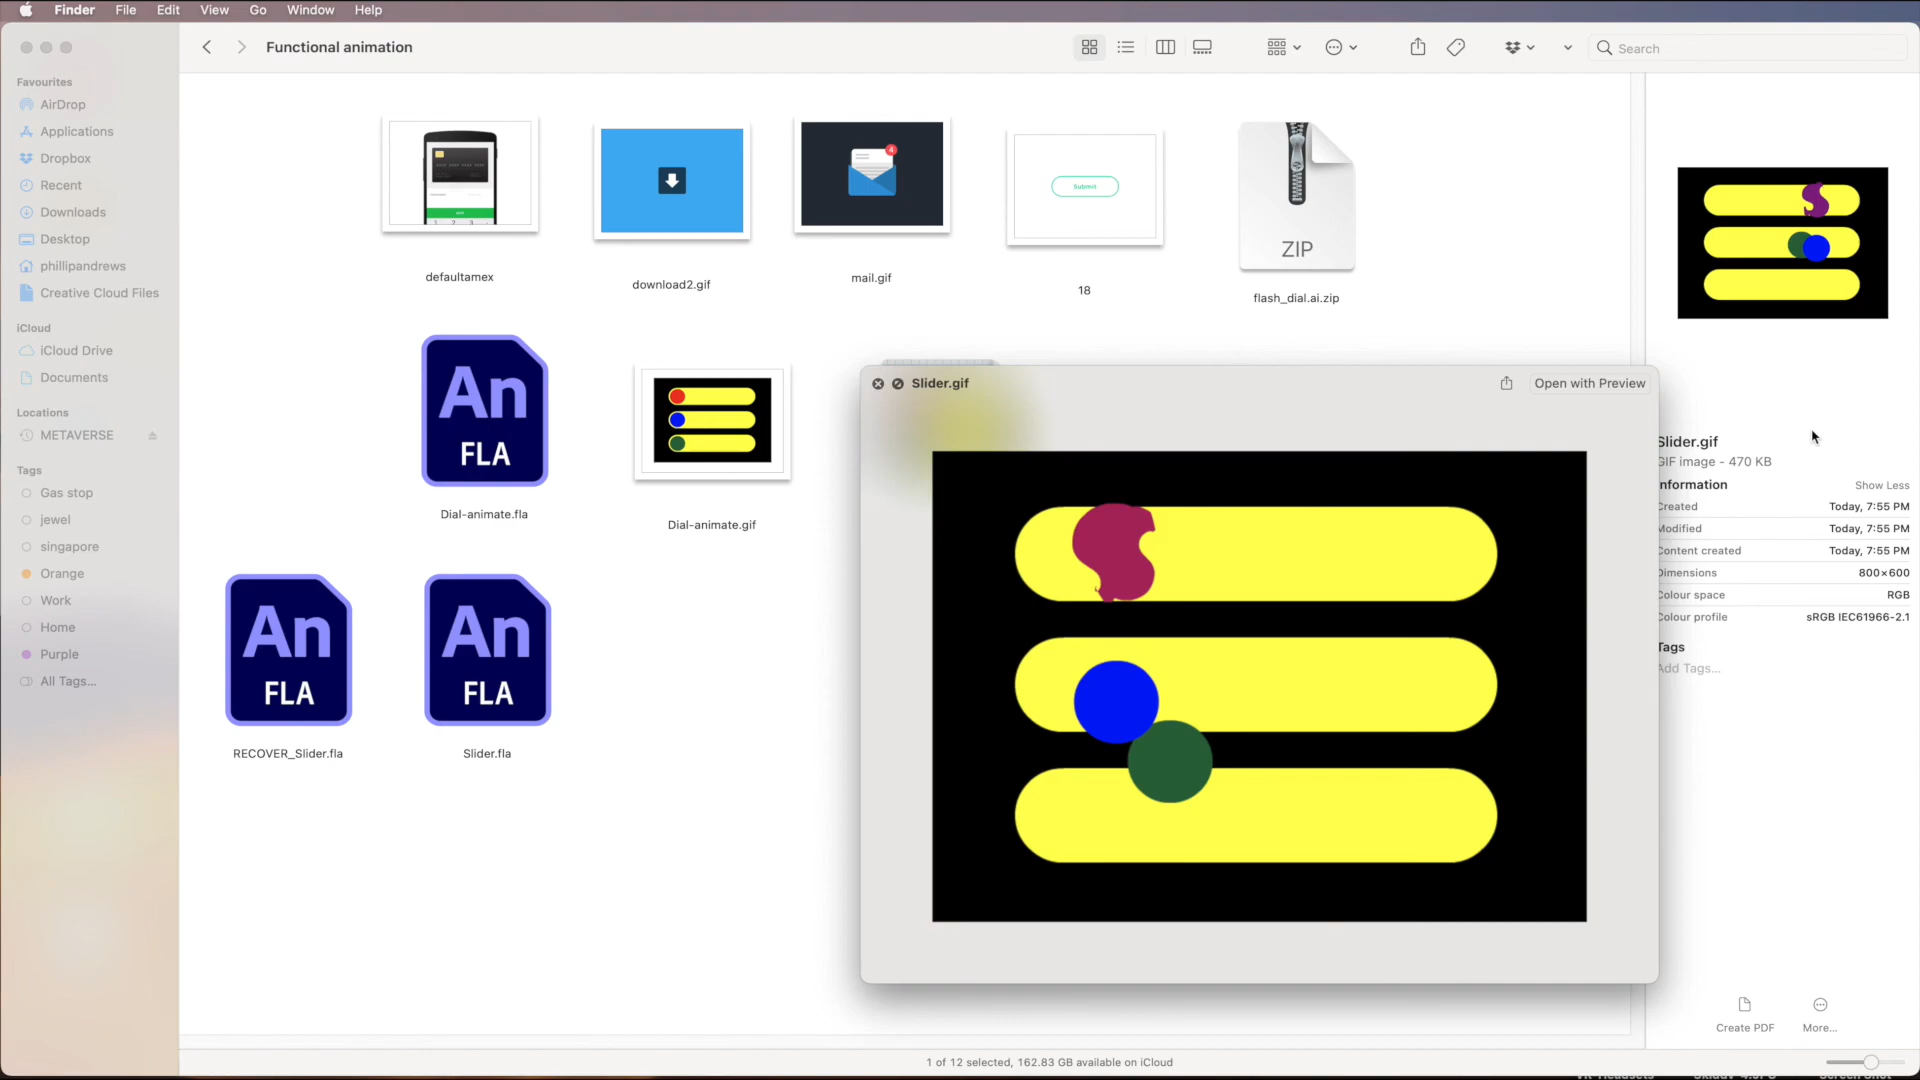 Finder File Edit View Go Window Help
Functional animation
Search
Favourites
AirDrop
Applications
Dropbox
Recent
Downloads
Desktop
phillipandrews
Creative Cloud Files
iCloud
iCloud Drive
Documents
Locations
METAVERSE
Tags
Gas stop
jewel
singapore
Orange
Work
Home
Purple
All Tags...
4
Submit
ZIP
defaultamex
download2.gif
mail.gif
18
flash_dial.ai.zip
An
FLA
Dial-animate.fla
Dial-animate.gif
An
FLA
An
FLA
RECOVER_Slider.fla
Slider.fla
Slider.gif
Open with Preview
Slider.gif
GIF image - 470 KB
Information Show Less
Created Today, 7:55 PM
Modified Today, 7:55 PM
Content created Today, 7:55 PM
Dimensions 800×600
Colour space RGB
Colour profile sRGB IEC61966-2.1
Tags
Add Tags...
Create PDF
More...
1 of 12 selected, 162.83 GB available on iCloud